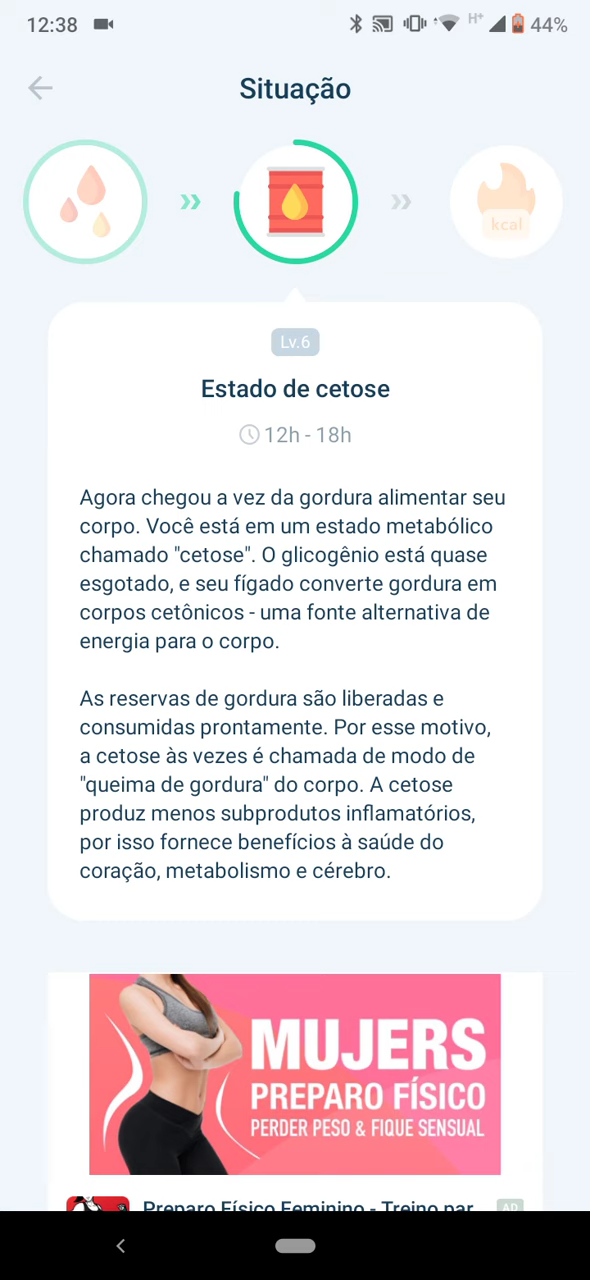 12:38
H+
44%
Situação
kcal
Lv.6
Estado de cetose
12h - 18h
Agora chegou a vez da gordura alimentar seu
corpo. Você está em um estado metabólico
chamado "cetose". O glicogênio está quase
esgotado, e seu fígado converte gordura em
corpos cetônicos - uma fonte alternativa de
energia para o corpo.
As reservas de gordura são liberadas e
consumidas prontamente. Por esse motivo,
a cetose às vezes é chamada de modo de
"queima de gordura" do corpo. A cetose
produz menos subprodutos inflamatórios,
por isso fornece benefícios à saúde do
coração, metabolismo e cérebro.
MUJERS
PREPARO FÍSICO
PERDER PESO & FIQUE SENSUAL
Preparo Físico Feminino - Treino par
AD